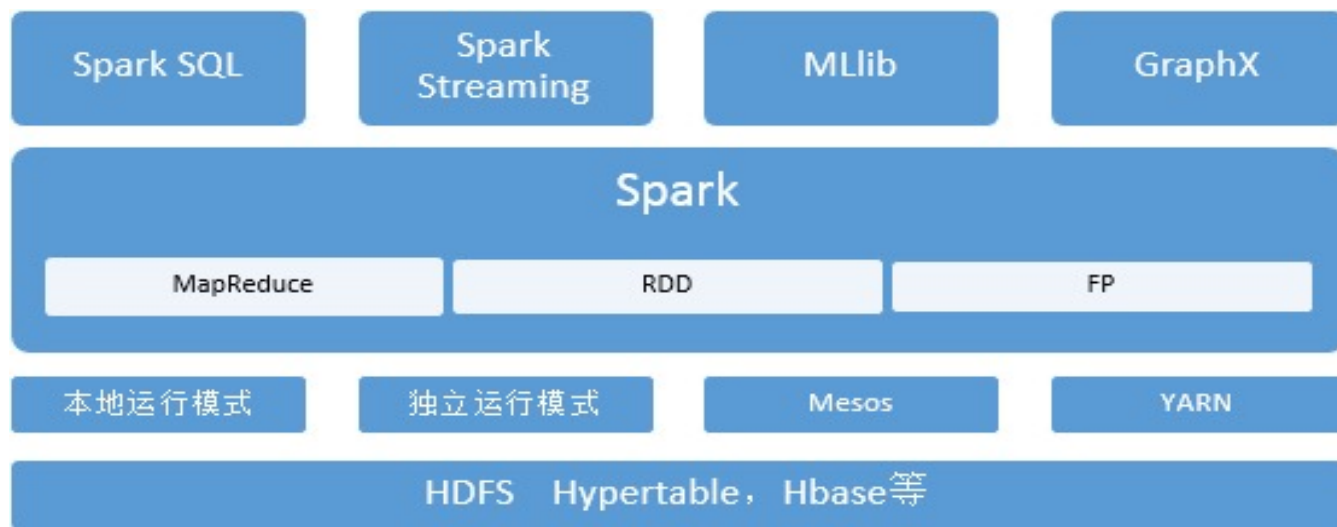 Spark SQL
Spark
Streaming
MLlib
GraphX
Spark
MapReduce
RDD
FP
本地运行模式
独立运行模式
Mesos
YARN
HDFS Hypertable，Hbase等